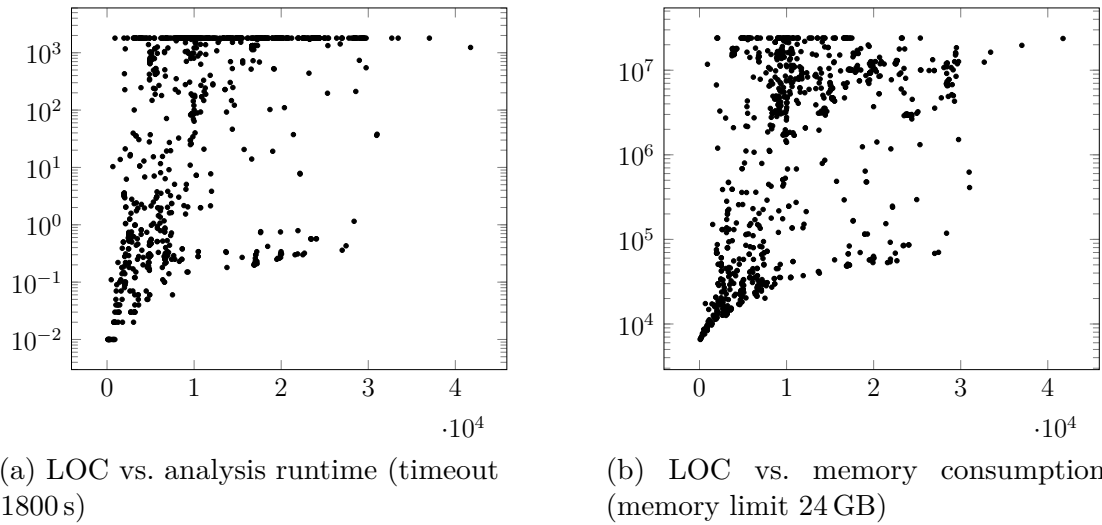 10^3
10^2
10^1
10^0
10^-1
10^-2
0 1 2 3 4
·10^4
(a) LOC vs. analysis runtime (timeout
1800 s)
10^7
10^6
10^5
10^4
0 1 2 3 4
·10^4
(b) LOC vs. memory consumption
(memory limit 24 GB)